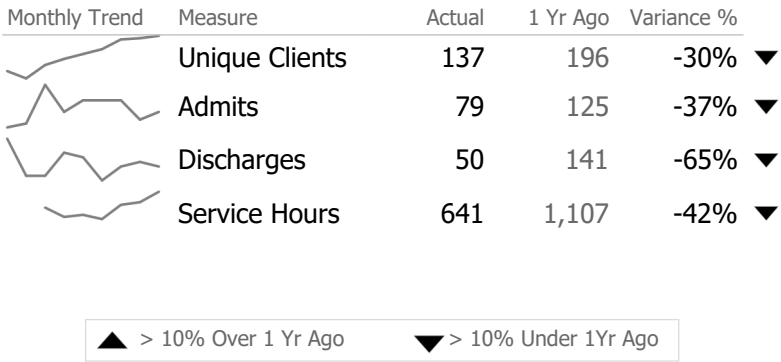 Monthly Trend Measure Actual 1 Yr Ago Variance %
Unique Clients 137 196 -30% ▼
Admits 79 125 -37% ▼
Discharges 50 141 -65% ▼
Service Hours 641 1,107 -42% ▼
▲ > 10% Over 1 Yr Ago ▼ > 10% Under 1Yr Ago